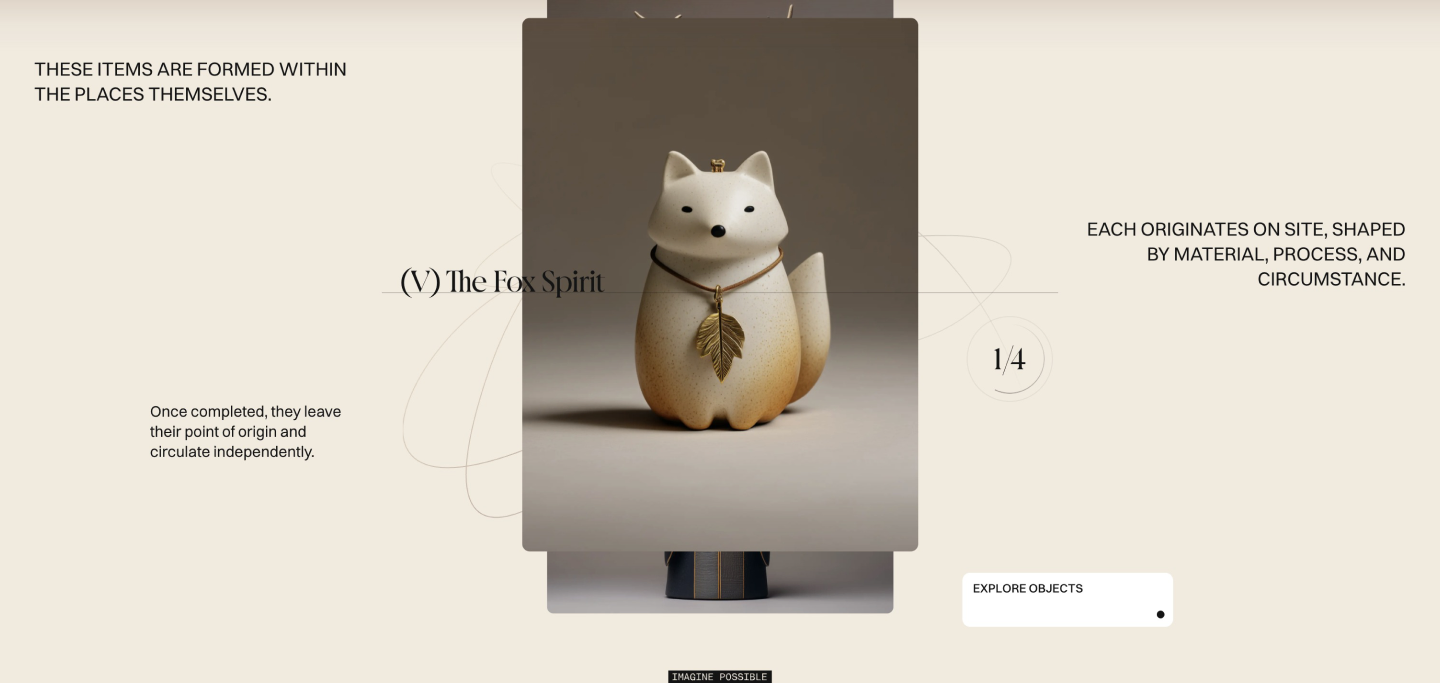 THESE ITEMS ARE FORMED WITHIN
THE PLACES THEMSELVES.
EACH ORIGINATES ON SITE, SHAPED
BY MATERIAL, PROCESS, AND
CIRCUMSTANCE.
(V) The Fox Spirit
1/4
Once completed, they leave
their point of origin and
circulate independently.
EXPLORE OBJECTS
IMAGINE POSSIBLE